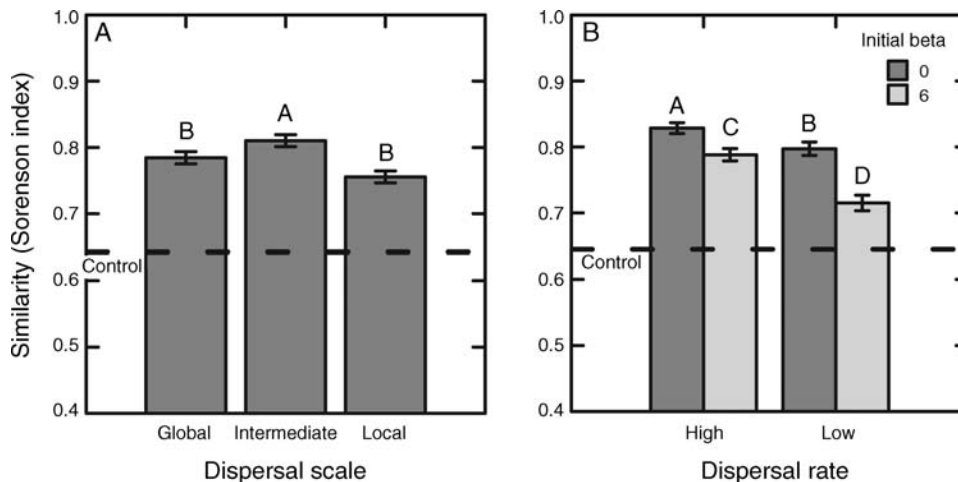 A
B
Initial beta
0
6
Similarity (Sorenson index)
1.0
0.9
0.8
0.7
0.6
0.5
0.4
B
A
B
Control
Global Intermediate Local
Dispersal scale
1.0
0.9
0.8
0.7
0.6
0.5
0.4
A
C
B
D
Control
High Low
Dispersal rate